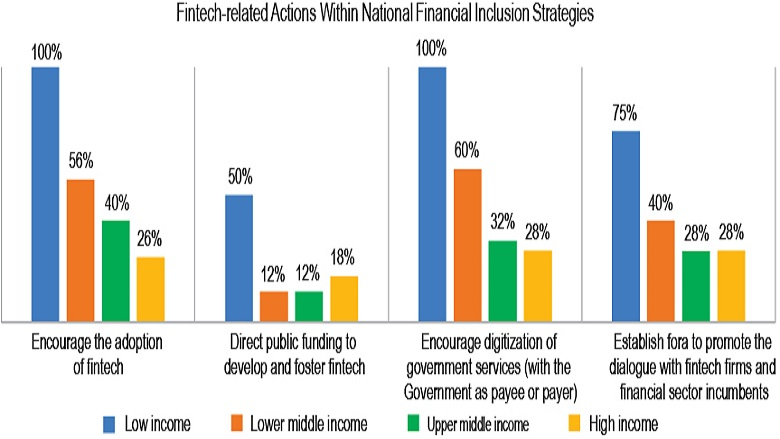 Fintech-related Actions Within National Financial Inclusion Strategies
100%
56%
40%
26%
50%
12%
12%
18%
100%
60%
32%
28%
75%
40%
28%
28%
Encourage the adoption
of fintech
Direct public funding to
develop and foster fintech
Encourage digitization of
government services (with the
Government as payee or payer)
Establish fora to promote the
dialogue with fintech firms and
financial sector incumbents
Low income
Lower middle income
Upper middle income
High income